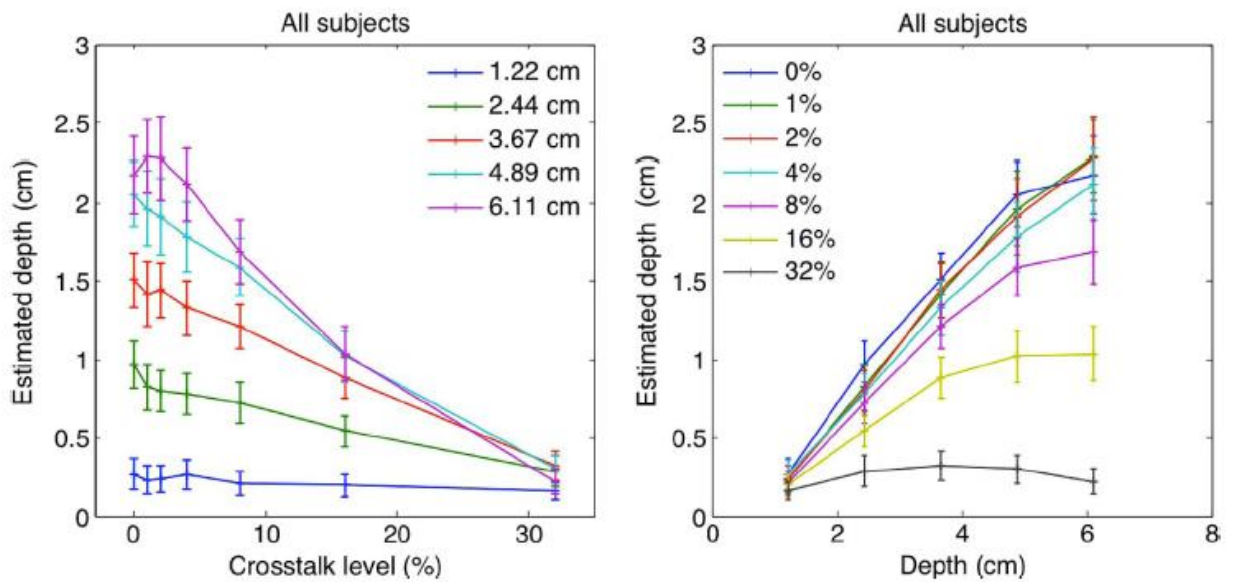 All subjects
3
2.5
2
1.5
1
0.5
0
0
10
20
30
Estimated depth (cm)
Crosstalk level (%)
1.22 cm
2.44 cm
3.67 cm
4.89 cm
6.11 cm
All subjects
3
2.5
2
1.5
1
0.5
0
0
2
4
6
8
Estimated depth (cm)
Depth (cm)
0%
1%
2%
4%
8%
16%
32%